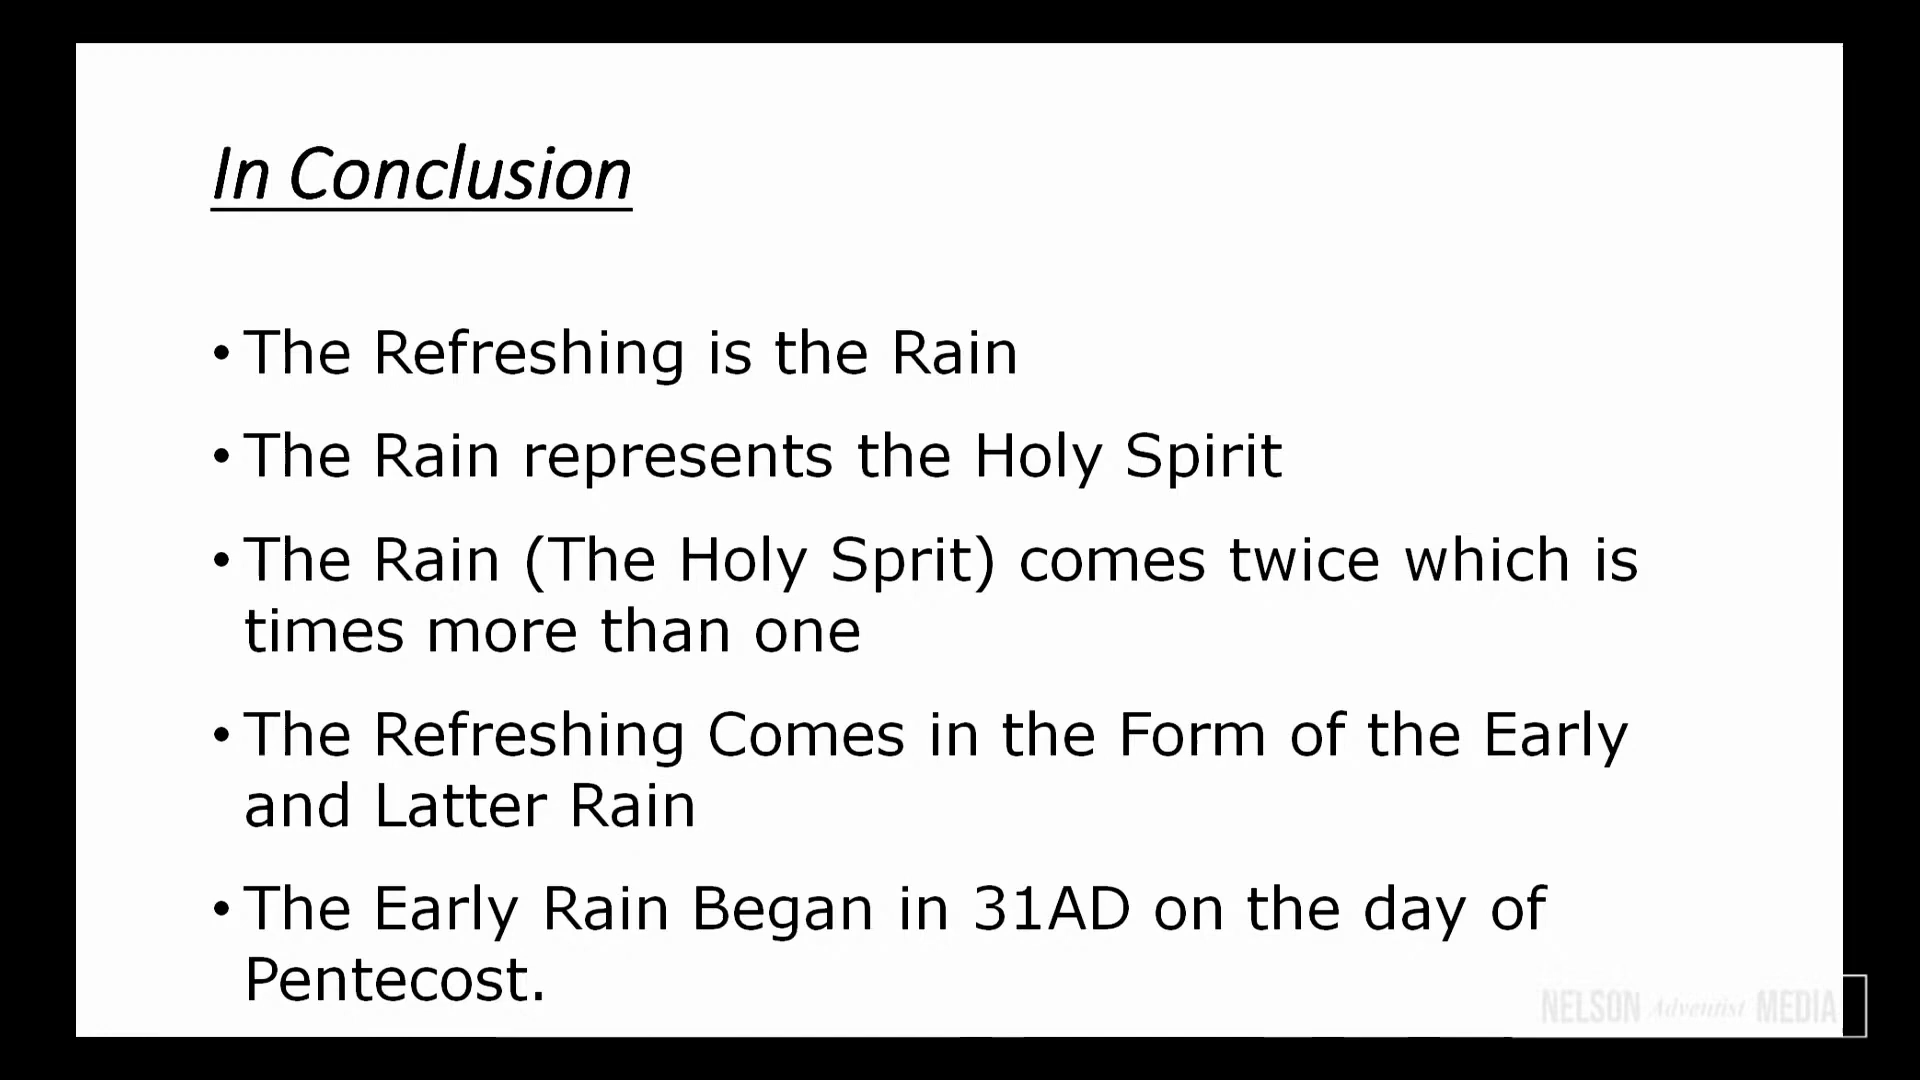 In Conclusion
• The Refreshing is the Rain
• The Rain represents the Holy Spirit
• The Rain (The Holy Sprit) comes twice which is
times more than one
• The Refreshing Comes in the Form of the Early
and Latter Rain
• The Early Rain Began in 31AD on the day of
Pentecost.
NELSON Adventist MEDIA